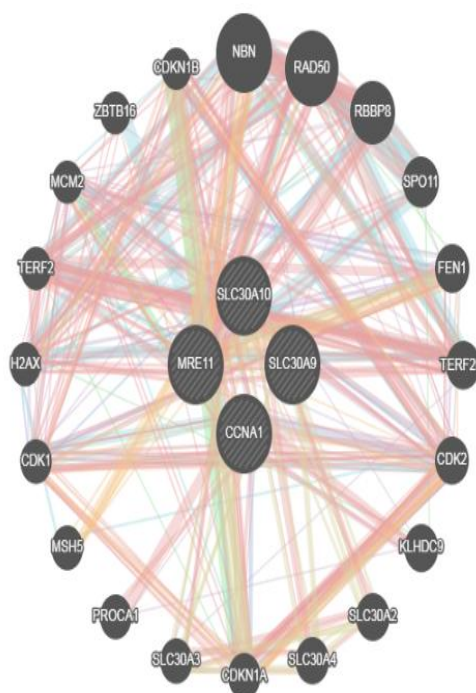 NBN
CDKN1B
RAD50
ZBTB16
RBBP8
MCM2
SPO11
TERF2
FEN1
SLC30A10
H2AX
MRE11
SLC30A9
TERF2
CCNA1
CDK1
CDK2
MSH5
KLHDC9
PROCA1
SLC30A2
SLC30A3
CDKN1A
SLC30A4